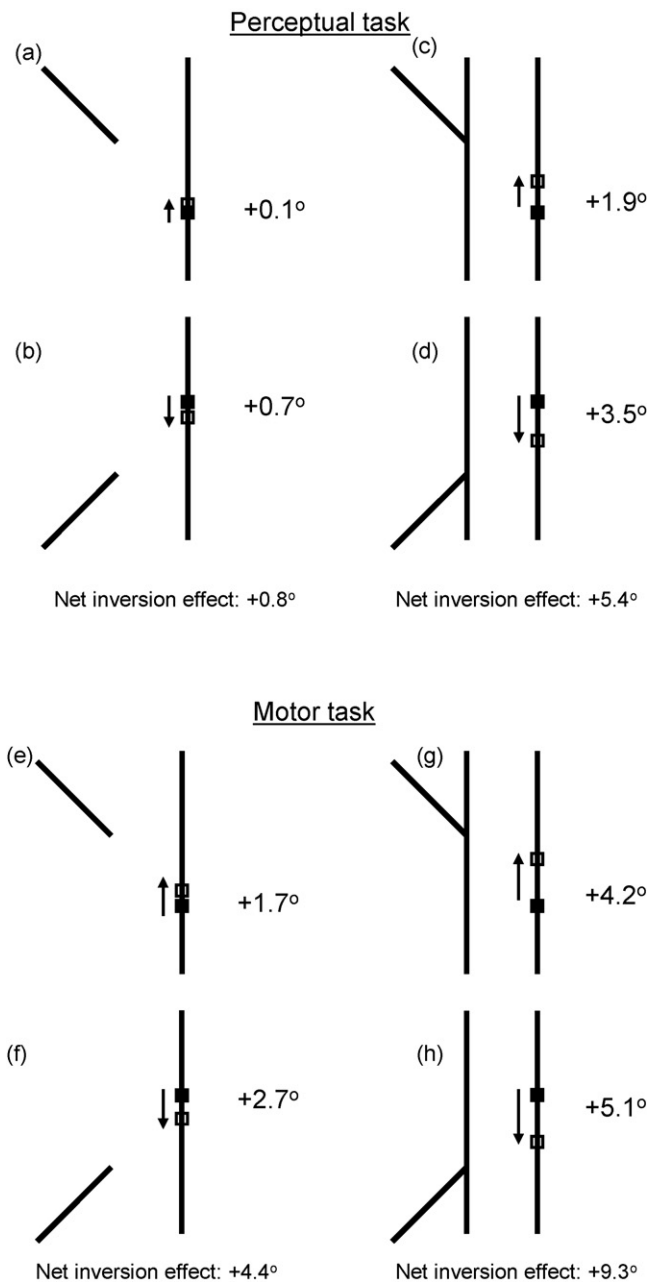 Perceptual task
(a)
(c)
+0.1°
+1.9°
(b)
(d)
+0.7°
+3.5°
Net inversion effect: +0.8°
Net inversion effect: +5.4°
Motor task
(e)
(g)
+1.7°
+4.2°
(f)
(h)
+2.7°
+5.1°
Net inversion effect: +4.4°
Net inversion effect: +9.3°